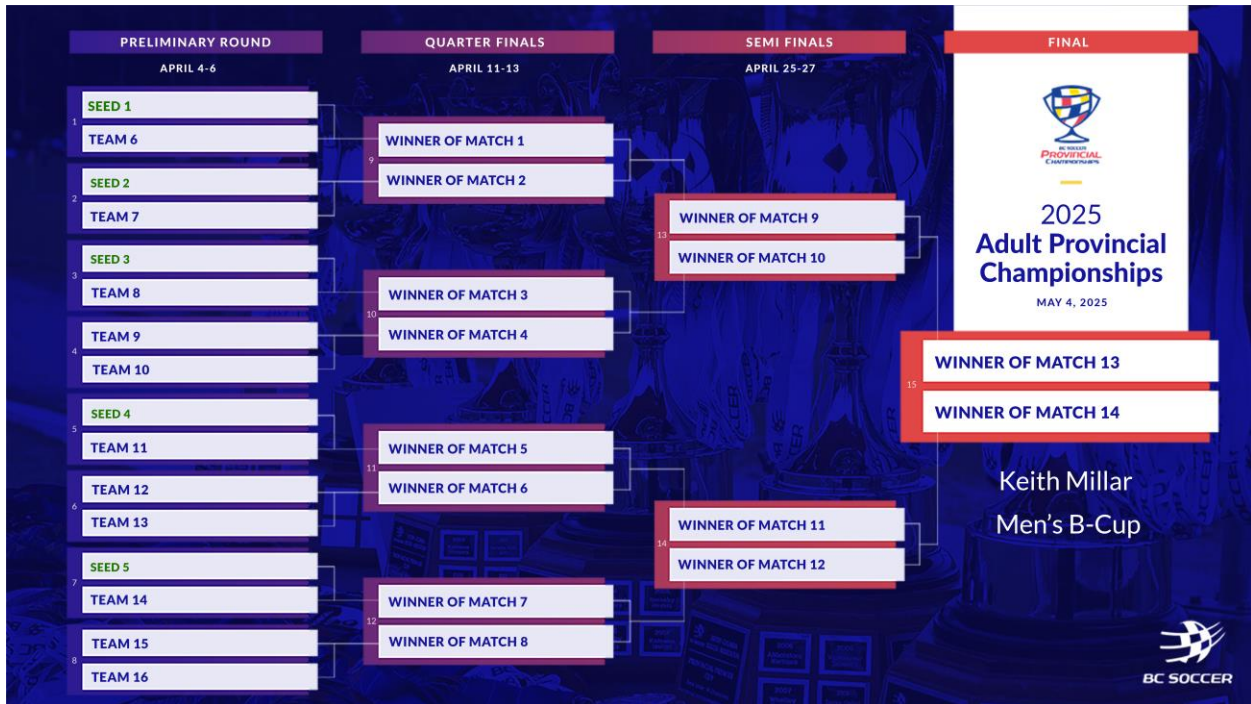 PRELIMINARY ROUND
APRIL 4-6
1
SEED 1
TEAM 6
2
SEED 2
TEAM 7
3
SEED 3
TEAM 8
4
TEAM 9
TEAM 10
5
SEED 4
TEAM 11
6
TEAM 12
TEAM 13
7
SEED 5
TEAM 14
8
TEAM 15
TEAM 16
QUARTER FINALS
APRIL 11-13
9
WINNER OF MATCH 1
WINNER OF MATCH 2
10
WINNER OF MATCH 3
WINNER OF MATCH 4
11
WINNER OF MATCH 5
WINNER OF MATCH 6
12
WINNER OF MATCH 7
WINNER OF MATCH 8
SEMI FINALS
APRIL 25-27
13
WINNER OF MATCH 9
WINNER OF MATCH 10
14
WINNER OF MATCH 11
WINNER OF MATCH 12
FINAL
BC SOCCER
PROVINCIAL
CHAMPIONSHIPS
2025
Adult Provincial
Championships
MAY 4, 2025
15
WINNER OF MATCH 13
WINNER OF MATCH 14
Keith Millar
Men's B-Cup
BC SOCCER